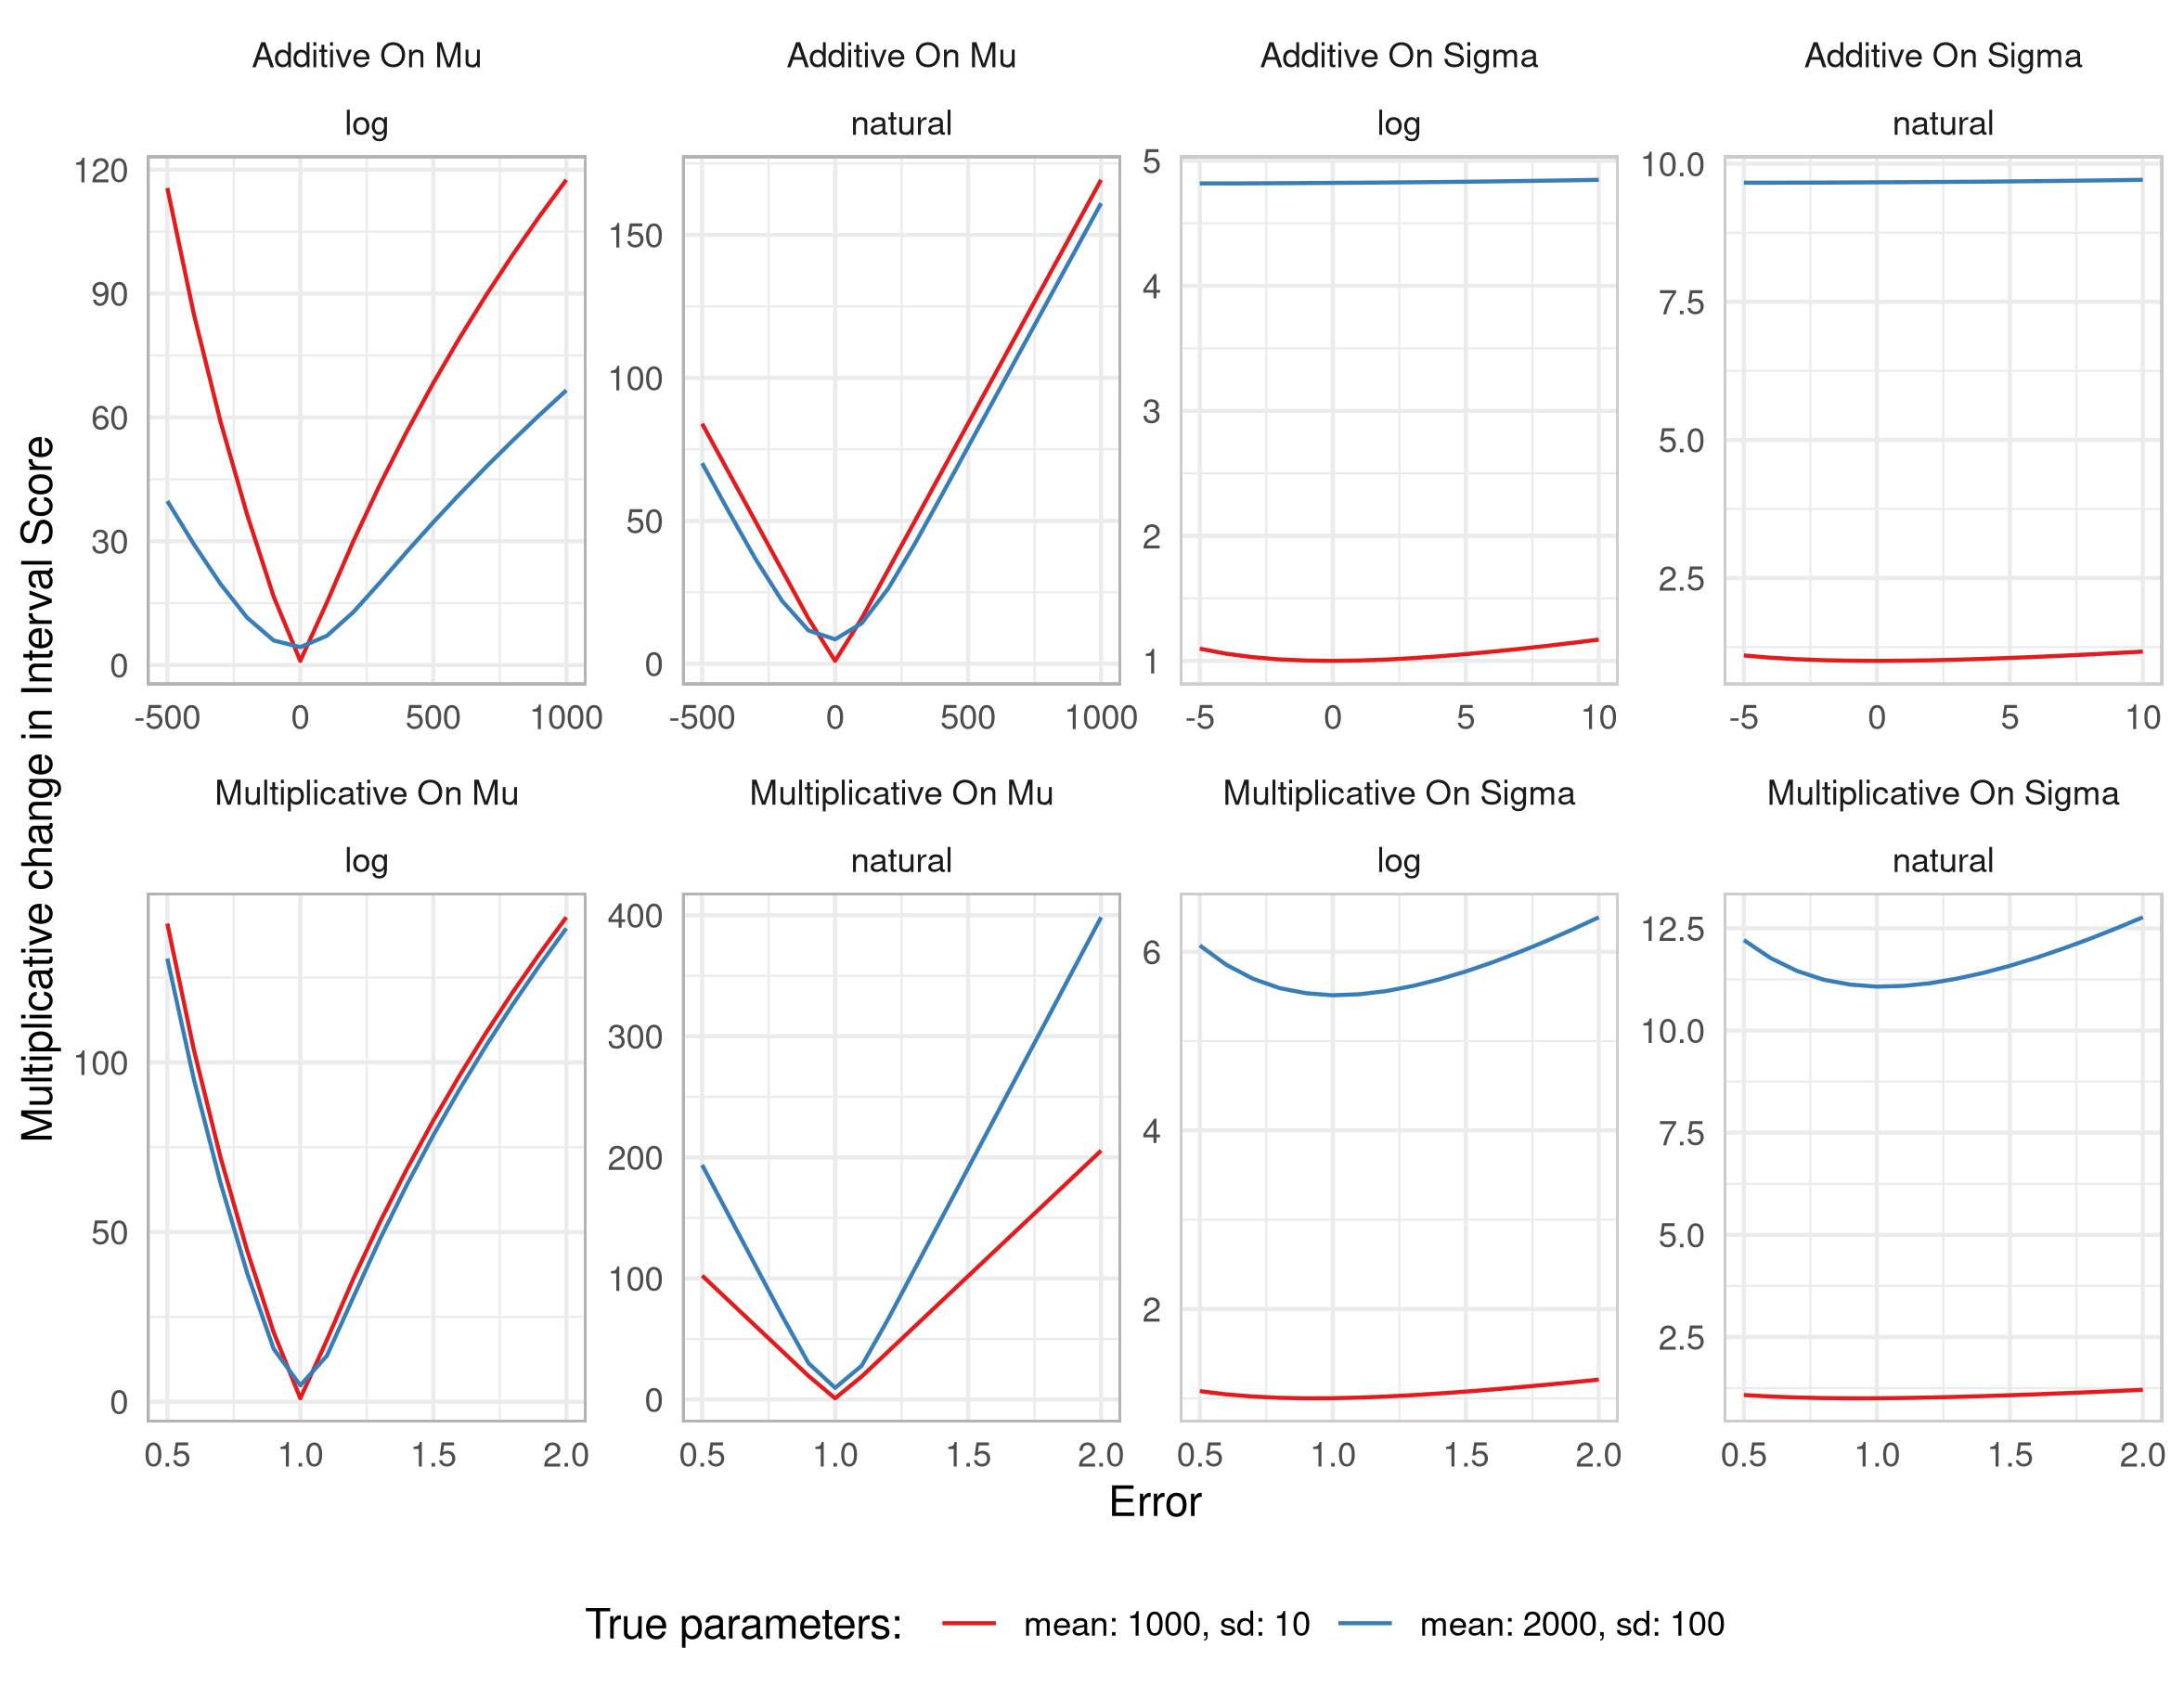 Additive On Mu
Additive On Mu
Additive On Sigma
Additive On Sigma
log
natural
log
natural
120
90
60
30
0
150
100
50
0
5
4
3
2
1
10.0
7.5
5.0
2.5
-500 0 500 1000
-500 0 500 1000
-5 0 5 10
-5 0 5 10
Multiplicative change in Interval Score
Multiplicative On Mu
Multiplicative On Mu
Multiplicative On Sigma
Multiplicative On Sigma
log
natural
log
natural
100
50
0
400
300
200
100
0
6
4
2
12.5
10.0
7.5
5.0
2.5
0.5 1.0 1.5 2.0
0.5 1.0 1.5 2.0
0.5 1.0 1.5 2.0
0.5 1.0 1.5 2.0
Error
True parameters: mean: 1000, sd: 10 mean: 2000, sd: 100